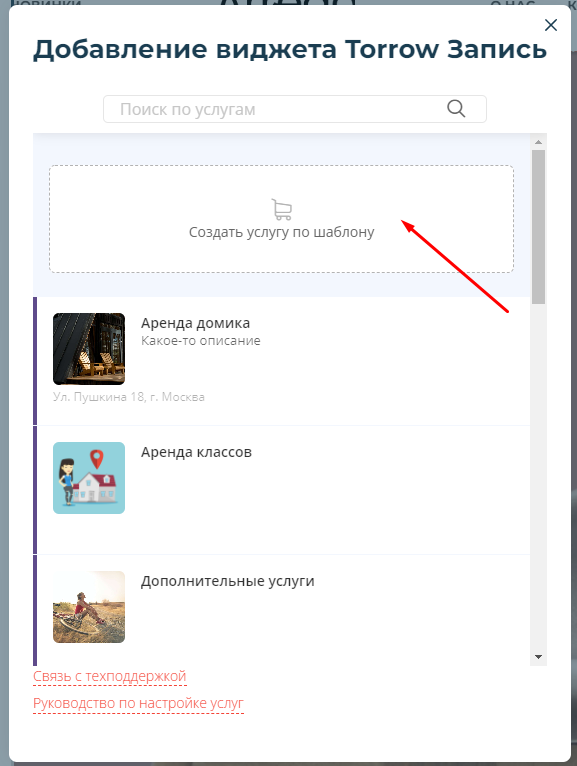 О НАС
Добавление виджета Torrow Запись
Поиск по услугам
Создать услугу по шаблону
Аренда домика
Какое-то описание
Ул. Пушкина 18, г. Москва
Аренда классов
Дополнительные услуги
Связь с техподдержкой
Руководство по настройке услуг